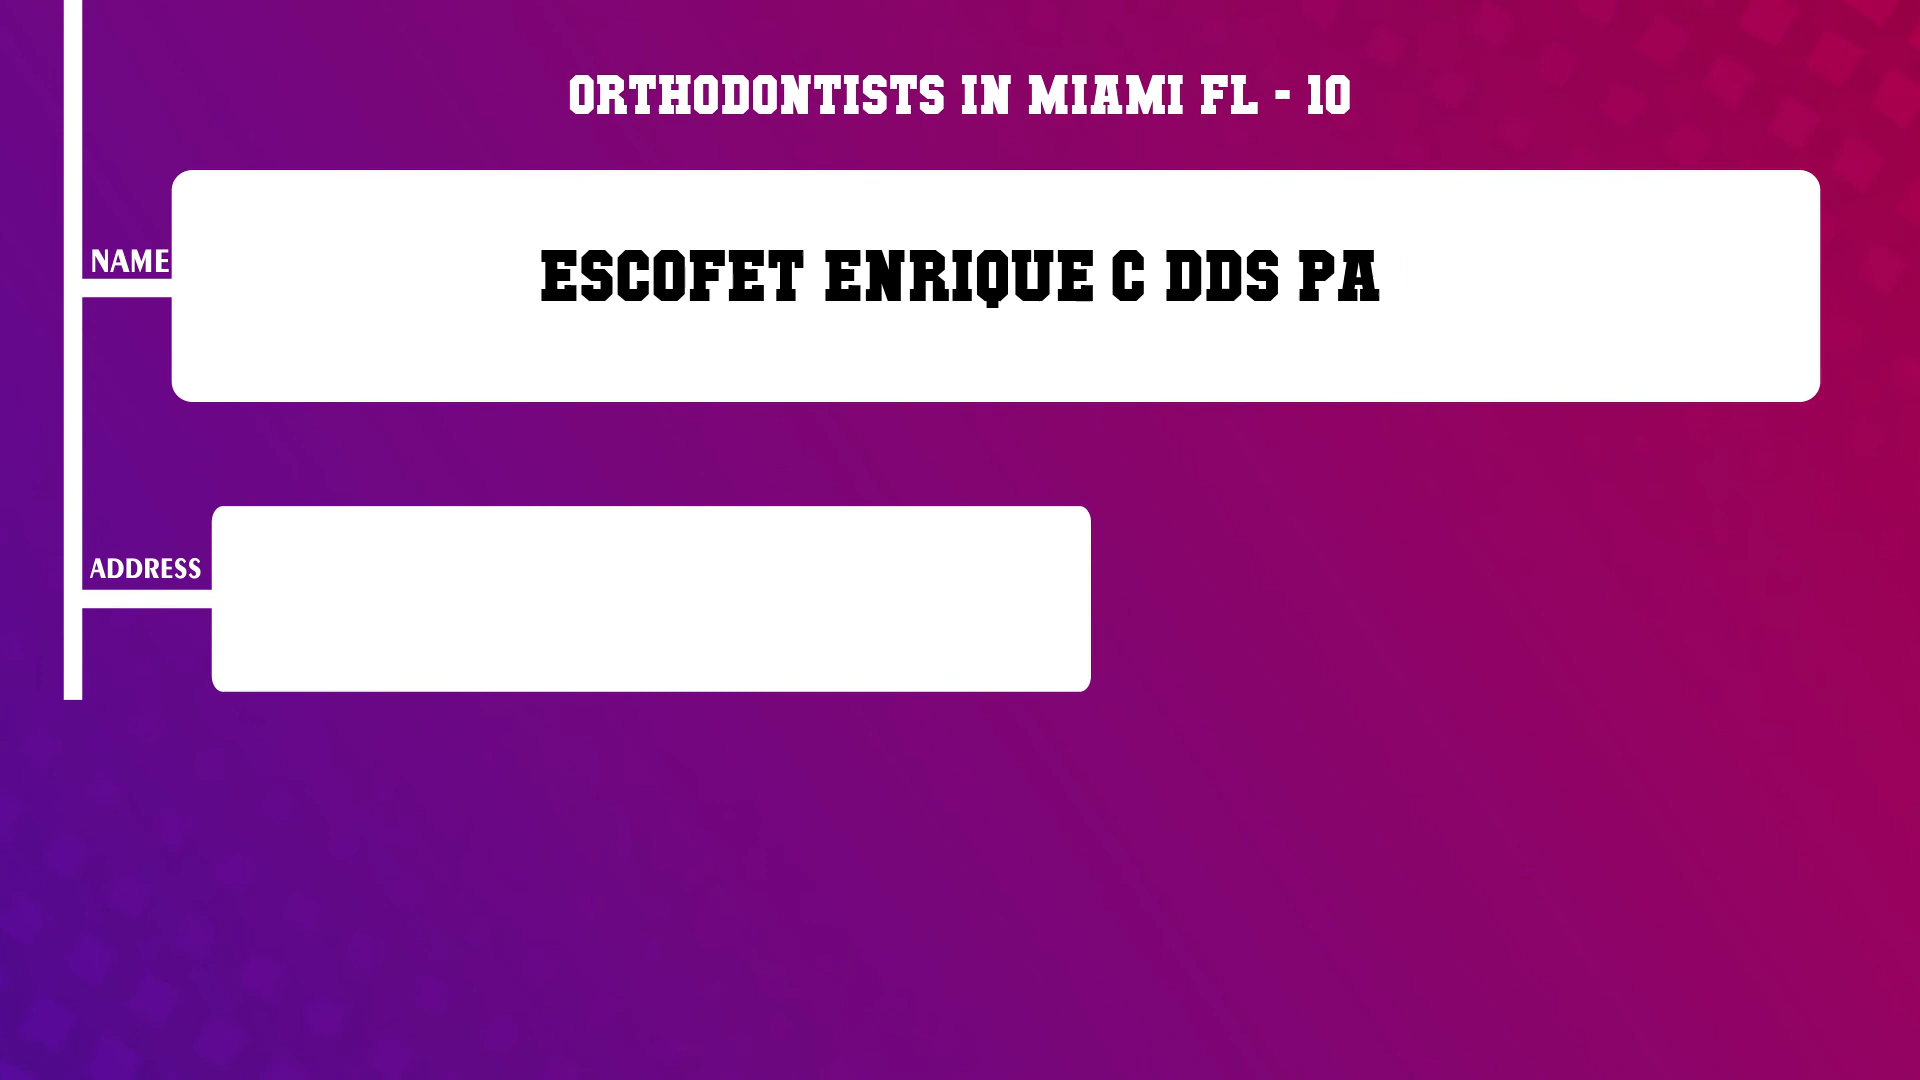 ORTHODONTISTS IN MIAMI FL - 10
NAME
ESCOFET ENRIQUE C DDS PA
ADDRESS